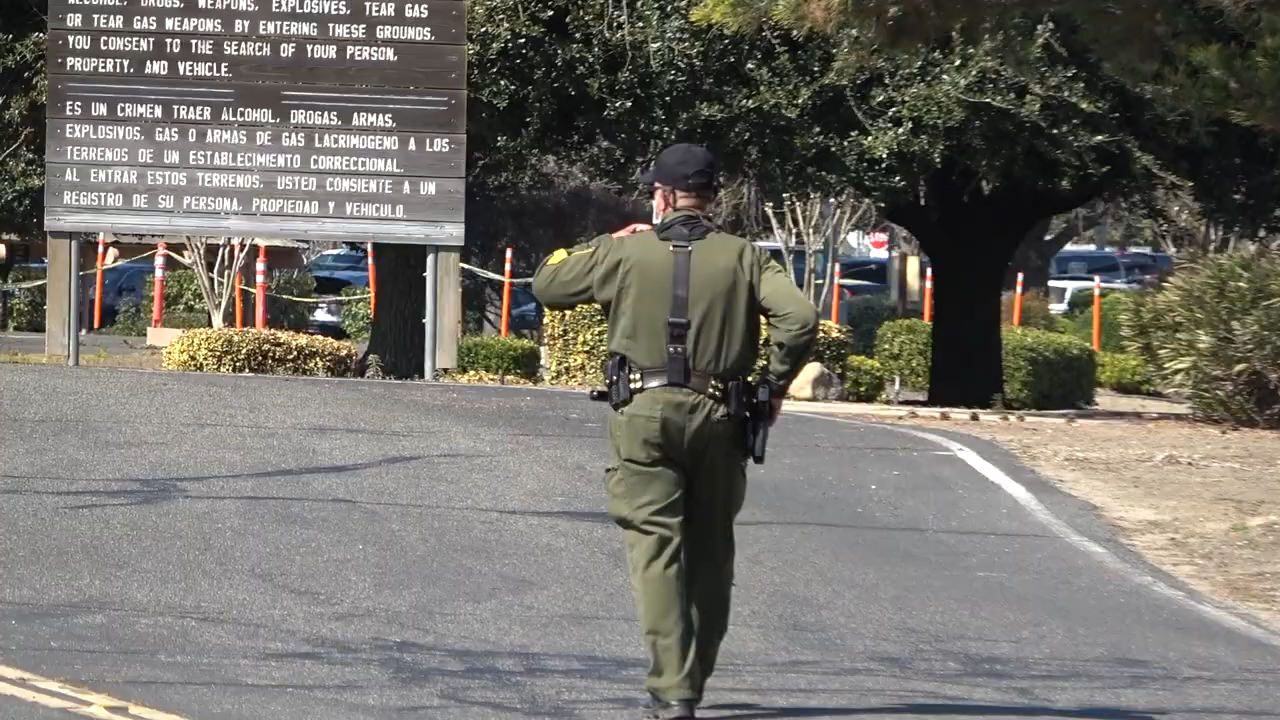 ALCOHOL, DRUGS, WEAPONS, EXPLOSIVES, TEAR GAS
OR TEAR GAS WEAPONS. BY ENTERING THESE GROUNDS,
YOU CONSENT TO THE SEARCH OF YOUR PERSON,
PROPERTY, AND VEHICLE.
ES UN CRIMEN TRAER ALCOHOL, DROGAS, ARMAS,
EXPLOSIVOS, GAS O ARMAS DE GAS LACRIMOGENO A LOS
TERRENOS DE UN ESTABLECIMENTO CORRECCIONAL.
AL ENTRAR ESTOS TERRENOS, USTED CONSIENTE A UN
REGISTRO DE SU PERSONA, PROPIEDAD Y VEHICULO.